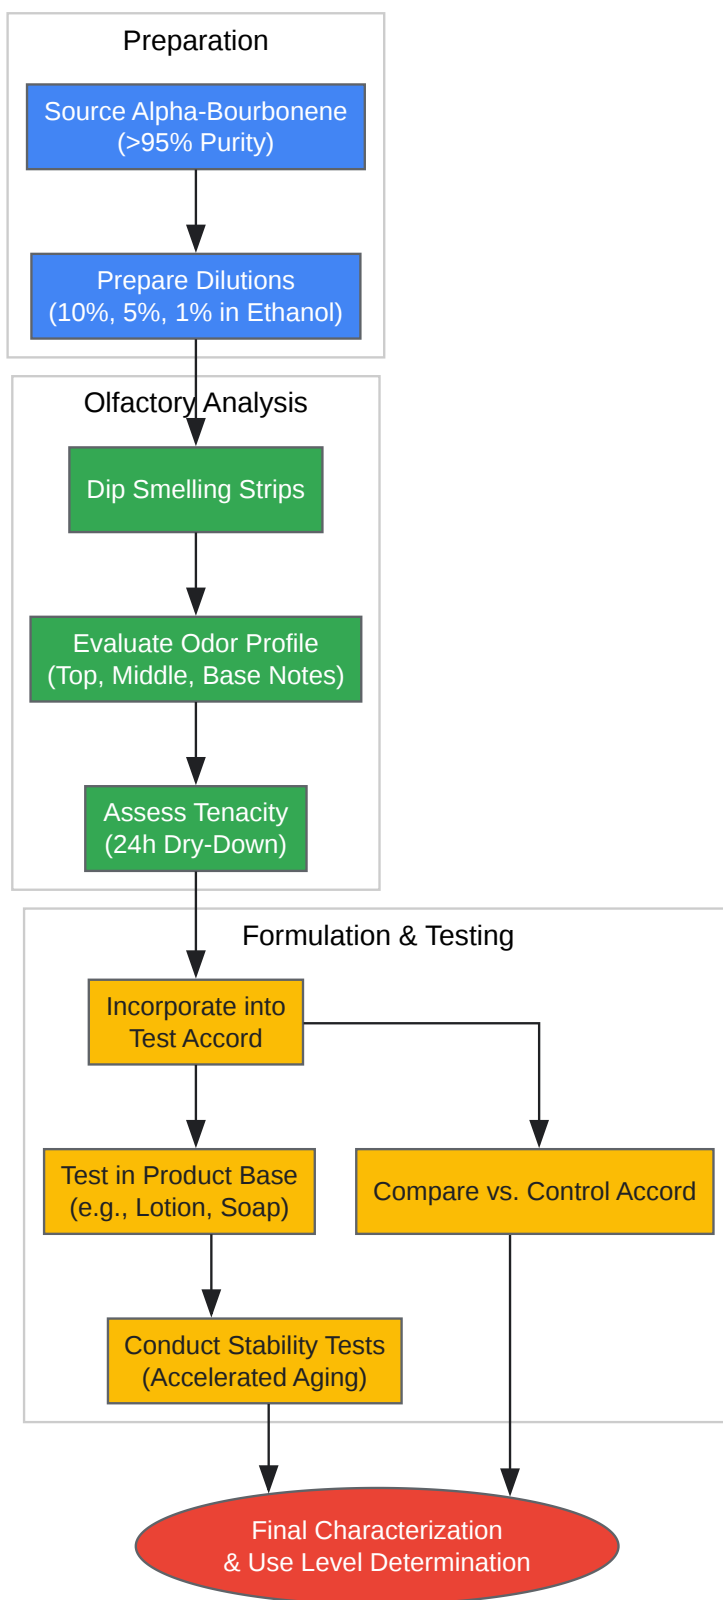 Preparation
Source Alpha-Bourbonene
(>95% Purity)
Prepare Dilutions
(10%, 5%, 1% in Ethanol)
Olfactory Analysis
Dip Smelling Strips
Evaluate Odor Profile
(Top, Middle, Base Notes)
Assess Tenacity
(24h Dry-Down)
Formulation & Testing
Incorporate into
Test Accord
Test in Product Base
(e.g., Lotion, Soap)
Compare vs. Control Accord
Conduct Stability Tests
(Accelerated Aging)
Final Characterization
& Use Level Determination